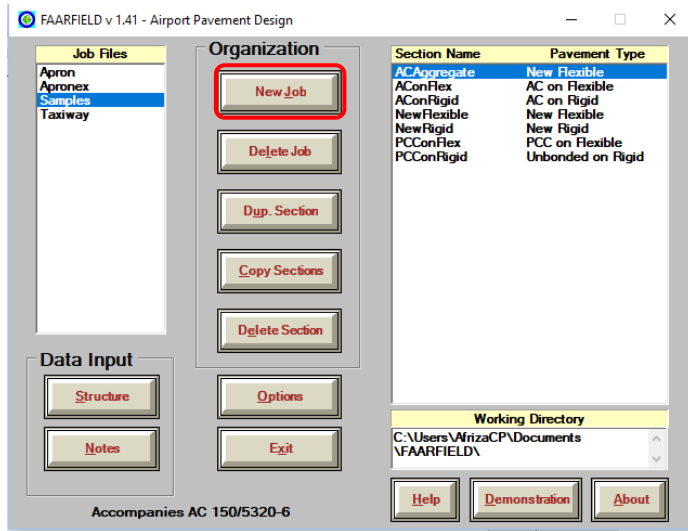 FAARFIELD v 1.41 - Airport Pavement Design
Job Files
Apron
Apronex
Samples
Taxiway
Organization
New Job
Delete Job
Dup. Section
Copy Sections
Delete Section
Data Input
Structure
Notes
Options
Exit
Accompanies AC 150/5320-6
Section Name Pavement Type
ACAggregate New Flexible
AConFlex AC on Flexible
AConRigid AC on Rigid
NewFlexible New Flexible
NewRigid New Rigid
PCConFlex PCC on Flexible
PCConRigid Unbonded on Rigid
Working Directory
C:\Users\AfrizaCP\Documents
\FAARFIELD\
Help
Demonstration
About